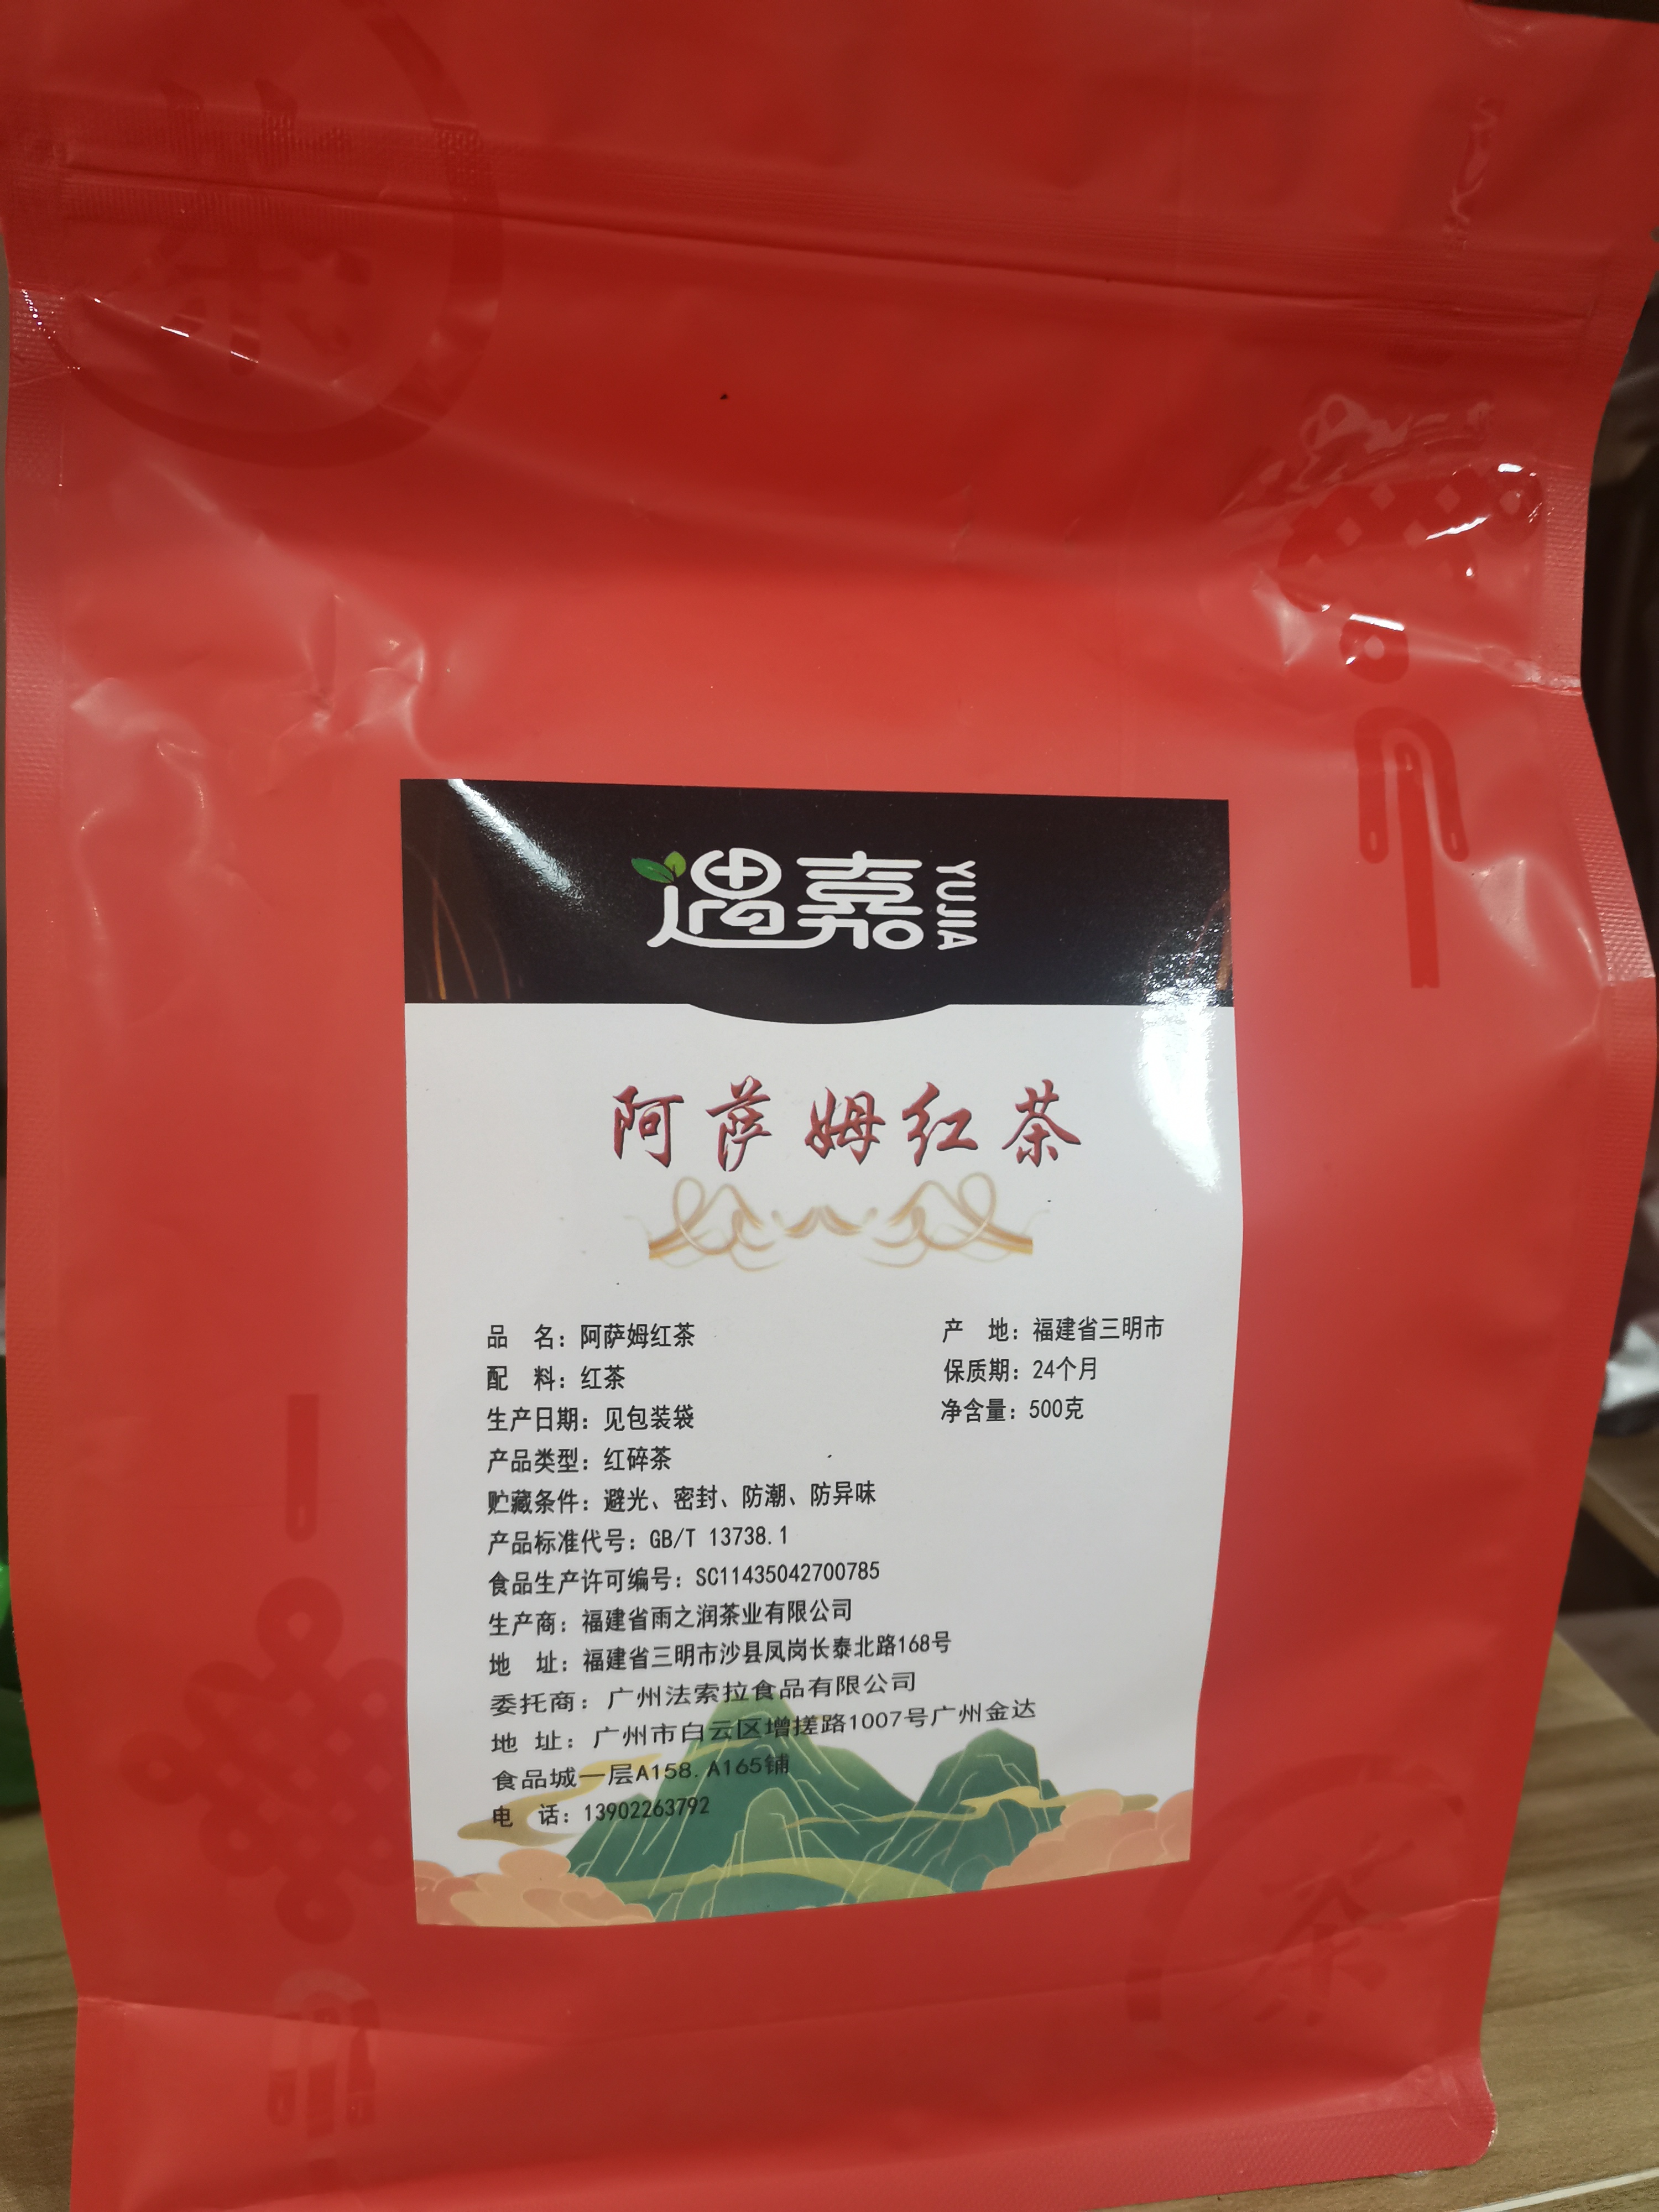 茶
遇嘉
YUJIA
阿萨姆红茶
品 名：阿萨姆红茶
产 地：福建省三明市
配 料：红茶
保质期：24个月
生产日期：见包装袋
净含量：500克
产品类型：红碎茶
贮藏条件：避光、密封、防潮、防异味
产品标准代号：GB/T 13738.1
食品生产许可编号：SC11435042700785
生产商：福建省雨之润茶业有限公司
地 址：福建省三明市沙县凤岗长泰北路168号
委托商：广州法索拉食品有限公司
地 址：广州市白云区增搓路1007号广州金达
食品城一层A158.A165铺
电 话：13902263792
茶